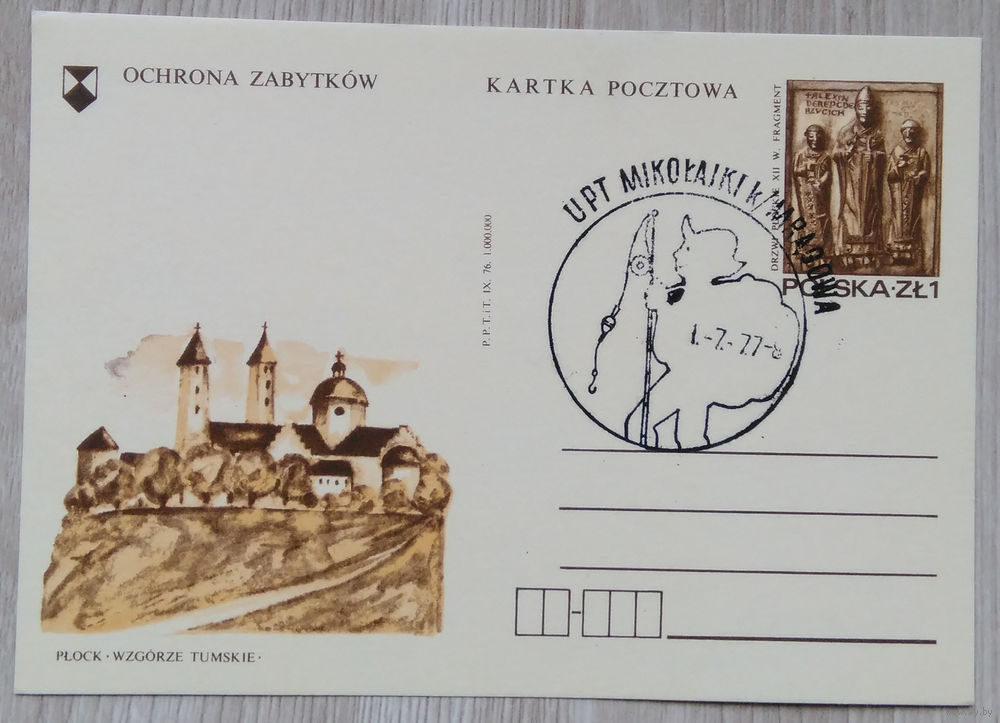 OCHRONA ZABYTKÓW
KARTKA POCZTOWA
DRZWI PŁOCKIE XII W. FRAGMENT
POLSKA·ZŁ1
UPT MIKOŁAJKI k/
1.-7.-77-8
P. P. T. i T. IX. 76. 1.000.000
PŁOCK · WZGÓRZE TUMSKIE ·